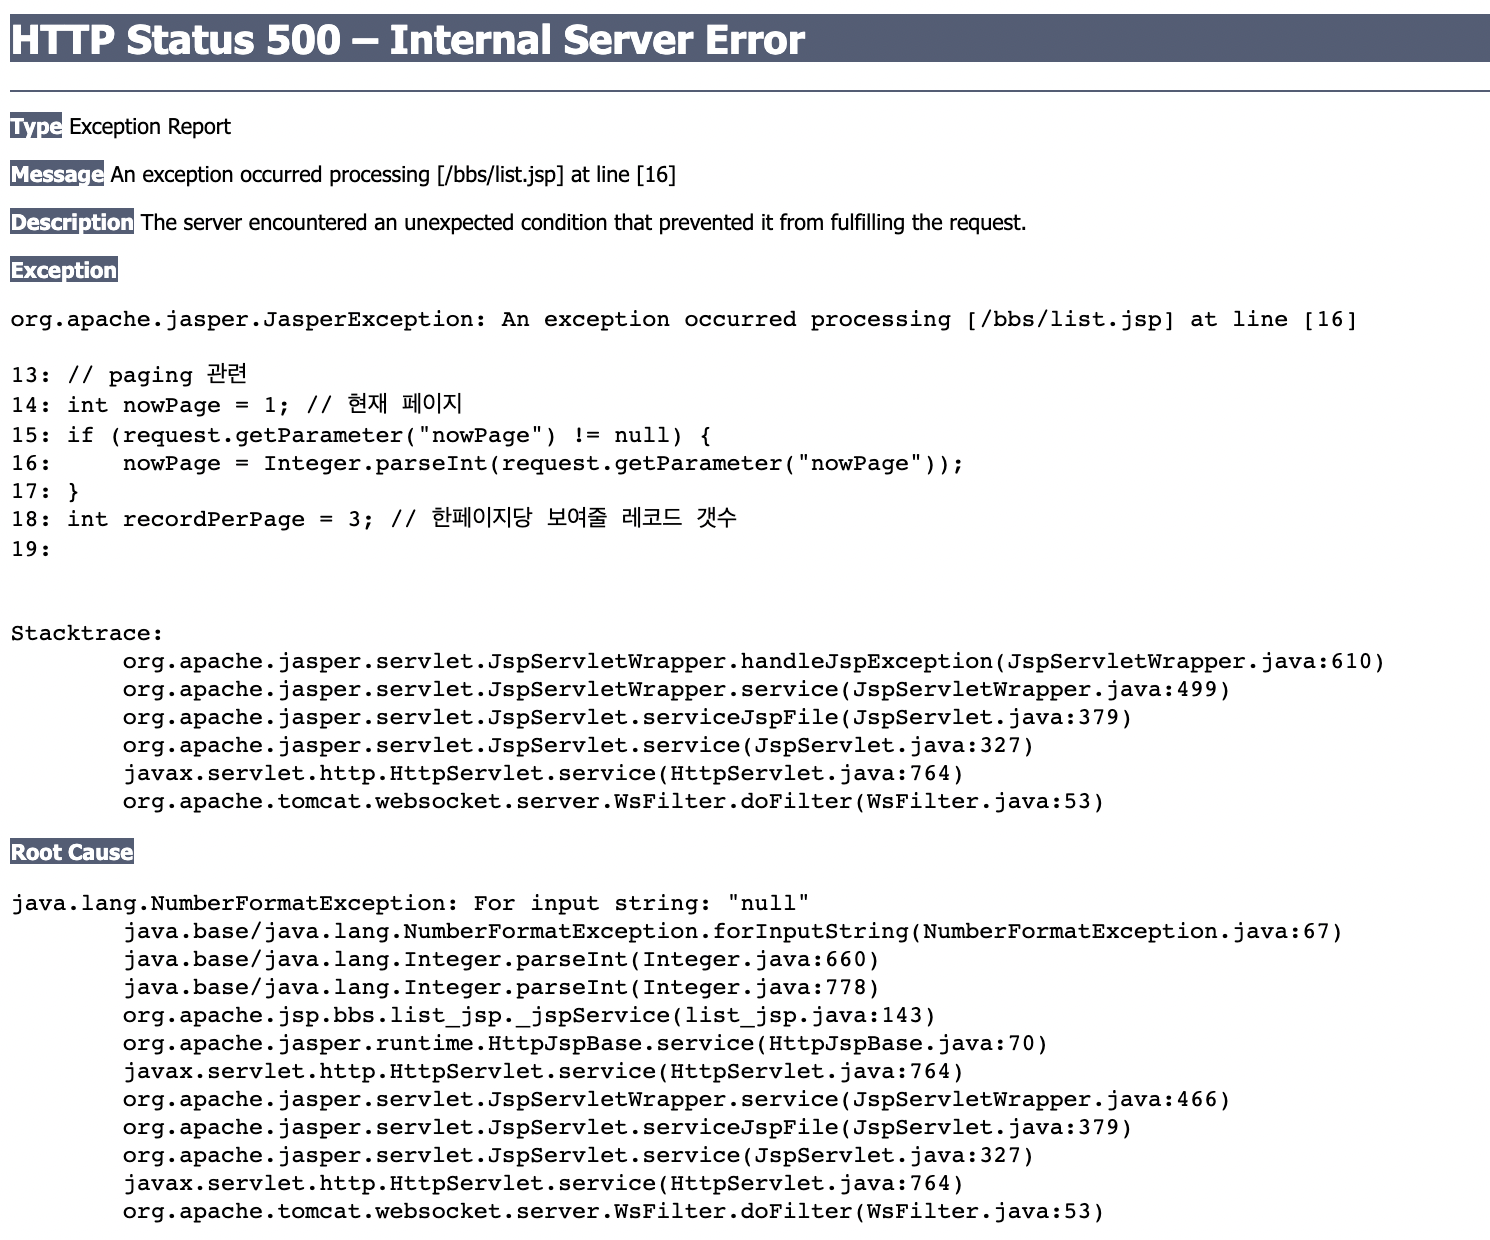 HTTP Status 500 – Internal Server Error
Type Exception Report
Message An exception occurred processing [/bbs/list.jsp] at line [16]
Description The server encountered an unexpected condition that prevented it from fulfilling the request.
Exception
org.apache.jasper.JasperException: An exception occurred processing [/bbs/list.jsp] at line [16]
13: // paging 관련
14: int nowPage = 1; // 현재 페이지
15: if (request.getParameter("nowPage") != null) {
16:     nowPage = Integer.parseInt(request.getParameter("nowPage"));
17: }
18: int recordPerPage = 3; // 한페이지당 보여줄 레코드 갯수
19:
Stacktrace:
	org.apache.jasper.servlet.JspServletWrapper.handleJspException(JspServletWrapper.java:610)
	org.apache.jasper.servlet.JspServletWrapper.service(JspServletWrapper.java:499)
	org.apache.jasper.servlet.JspServlet.serviceJspFile(JspServlet.java:379)
	org.apache.jasper.servlet.JspServlet.service(JspServlet.java:327)
	javax.servlet.http.HttpServlet.service(HttpServlet.java:764)
	org.apache.tomcat.websocket.server.WsFilter.doFilter(WsFilter.java:53)
Root Cause
java.lang.NumberFormatException: For input string: "null"
	java.base/java.lang.NumberFormatException.forInputString(NumberFormatException.java:67)
	java.base/java.lang.Integer.parseInt(Integer.java:660)
	java.base/java.lang.Integer.parseInt(Integer.java:778)
	org.apache.jsp.bbs.list_jsp._jspService(list_jsp.java:143)
	org.apache.jasper.runtime.HttpJspBase.service(HttpJspBase.java:70)
	javax.servlet.http.HttpServlet.service(HttpServlet.java:764)
	org.apache.jasper.servlet.JspServletWrapper.service(JspServletWrapper.java:466)
	org.apache.jasper.servlet.JspServlet.serviceJspFile(JspServlet.java:379)
	org.apache.jasper.servlet.JspServlet.service(JspServlet.java:327)
	javax.servlet.http.HttpServlet.service(HttpServlet.java:764)
	org.apache.tomcat.websocket.server.WsFilter.doFilter(WsFilter.java:53)